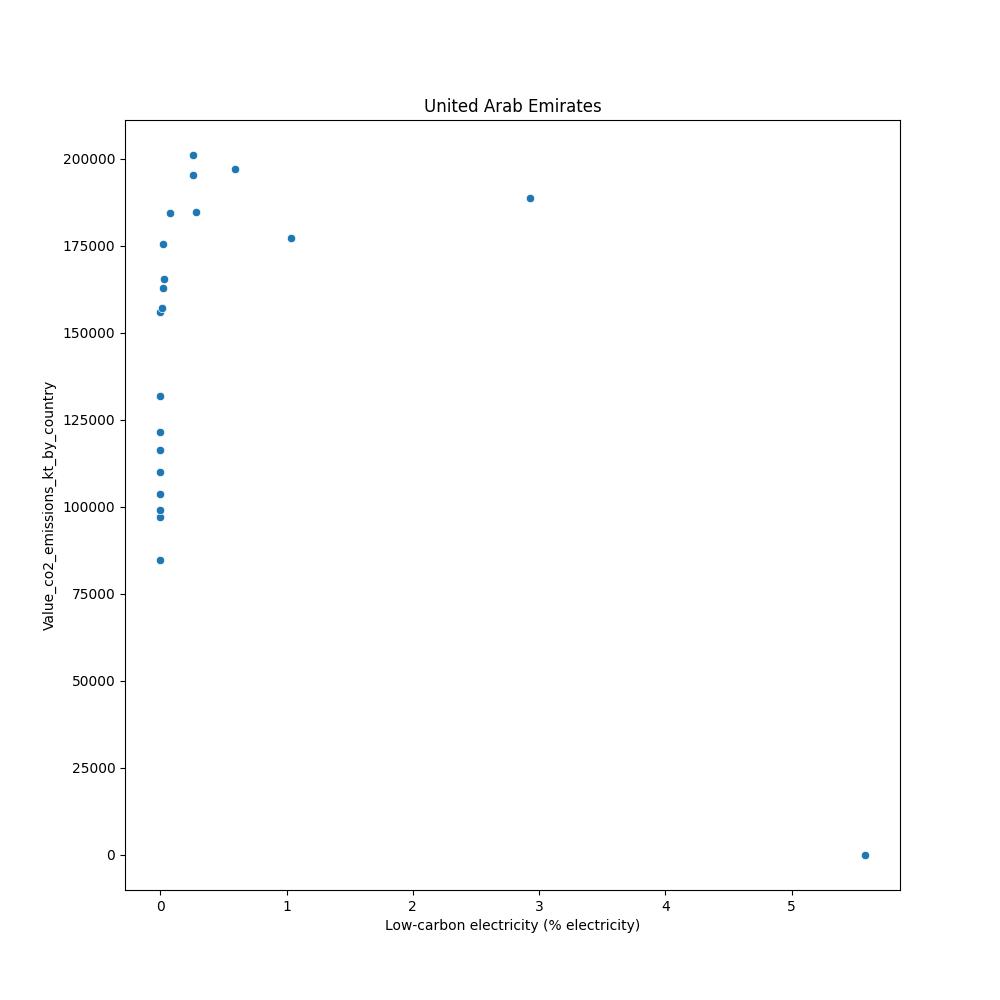 United Arab Emirates
200000
175000
150000
125000
100000
75000
50000
25000
0
Value_co2_emissions_kt_by_country
0 1 2 3 4 5
Low-carbon electricity (% electricity)